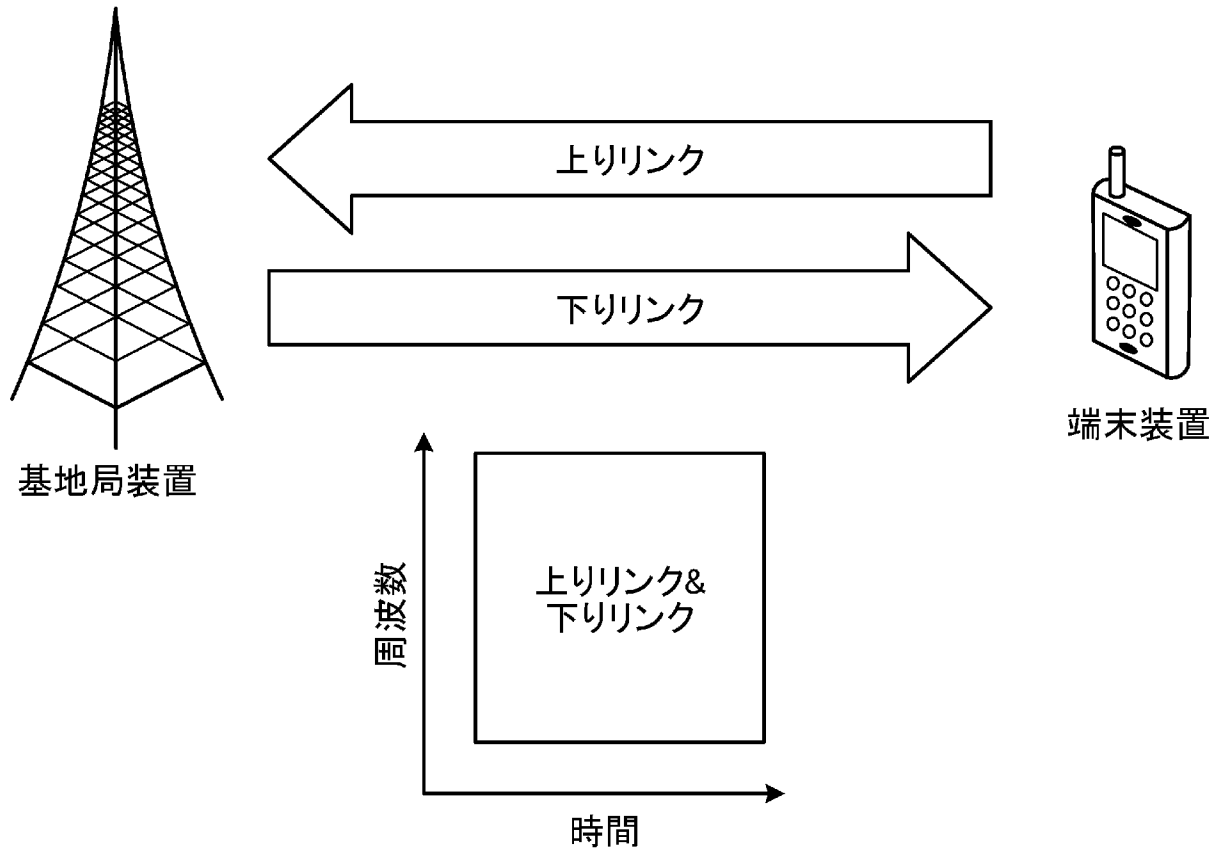 上りリンク
下りリンク
端末装置
基地局装置
周波数
上りリンク&
下りリンク
時間